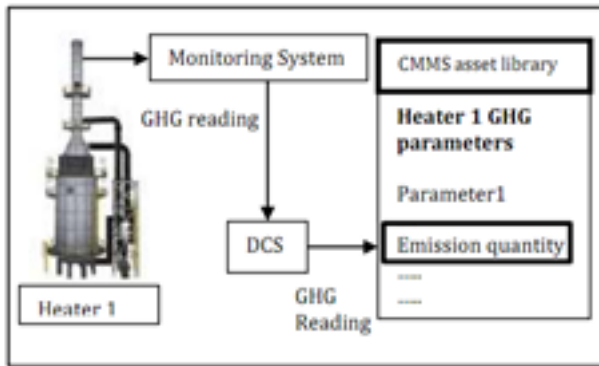 Monitoring System
CMMS asset library
GHG reading
Heater 1 GHG
parameters
Parameter1
DCS
Emission quantity
.....
.....
GHG
Reading
Heater 1